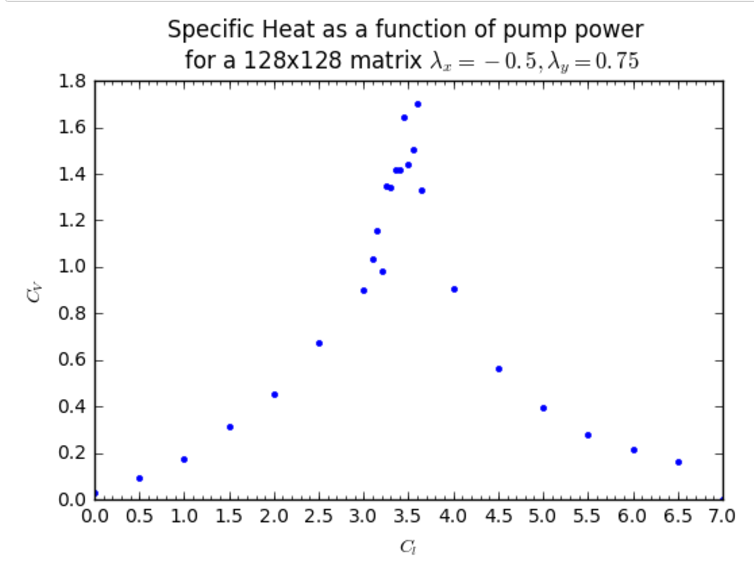 Specific Heat as a function of pump power
for a 128x128 matrix λₓ = −0.5, λᵧ = 0.75
1.8
1.6
1.4
1.2
1.0
0.8
0.6
0.4
0.2
0.0
C_V
0.0 0.5 1.0 1.5 2.0 2.5 3.0 3.5 4.0 4.5 5.0 5.5 6.0 6.5 7.0
C_l